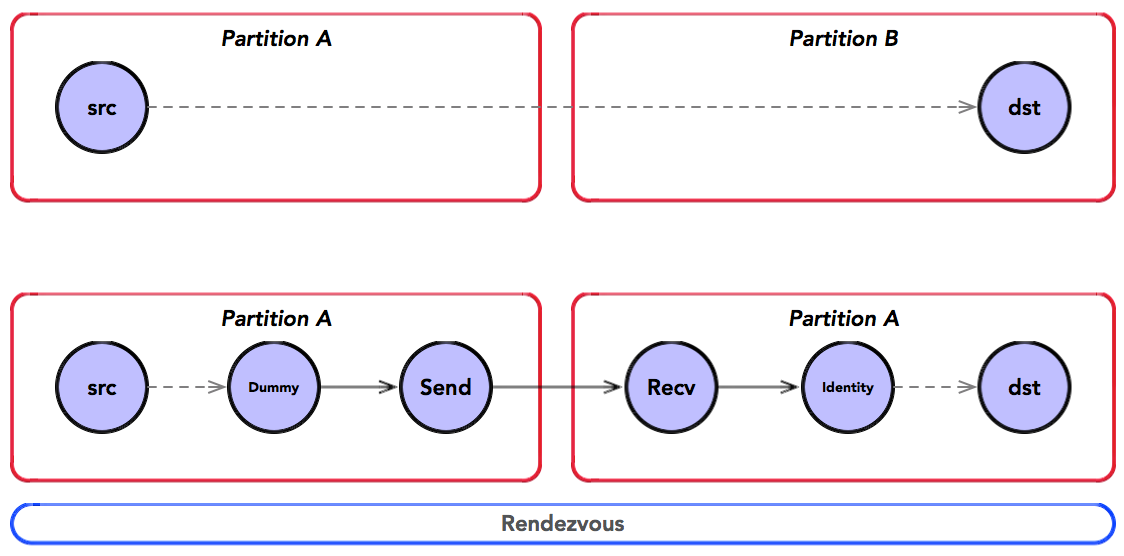 Partition A
Partition B
src
dst
Partition A
Partition A
src
Dummy
Send
Recv
Identity
dst
Rendezvous